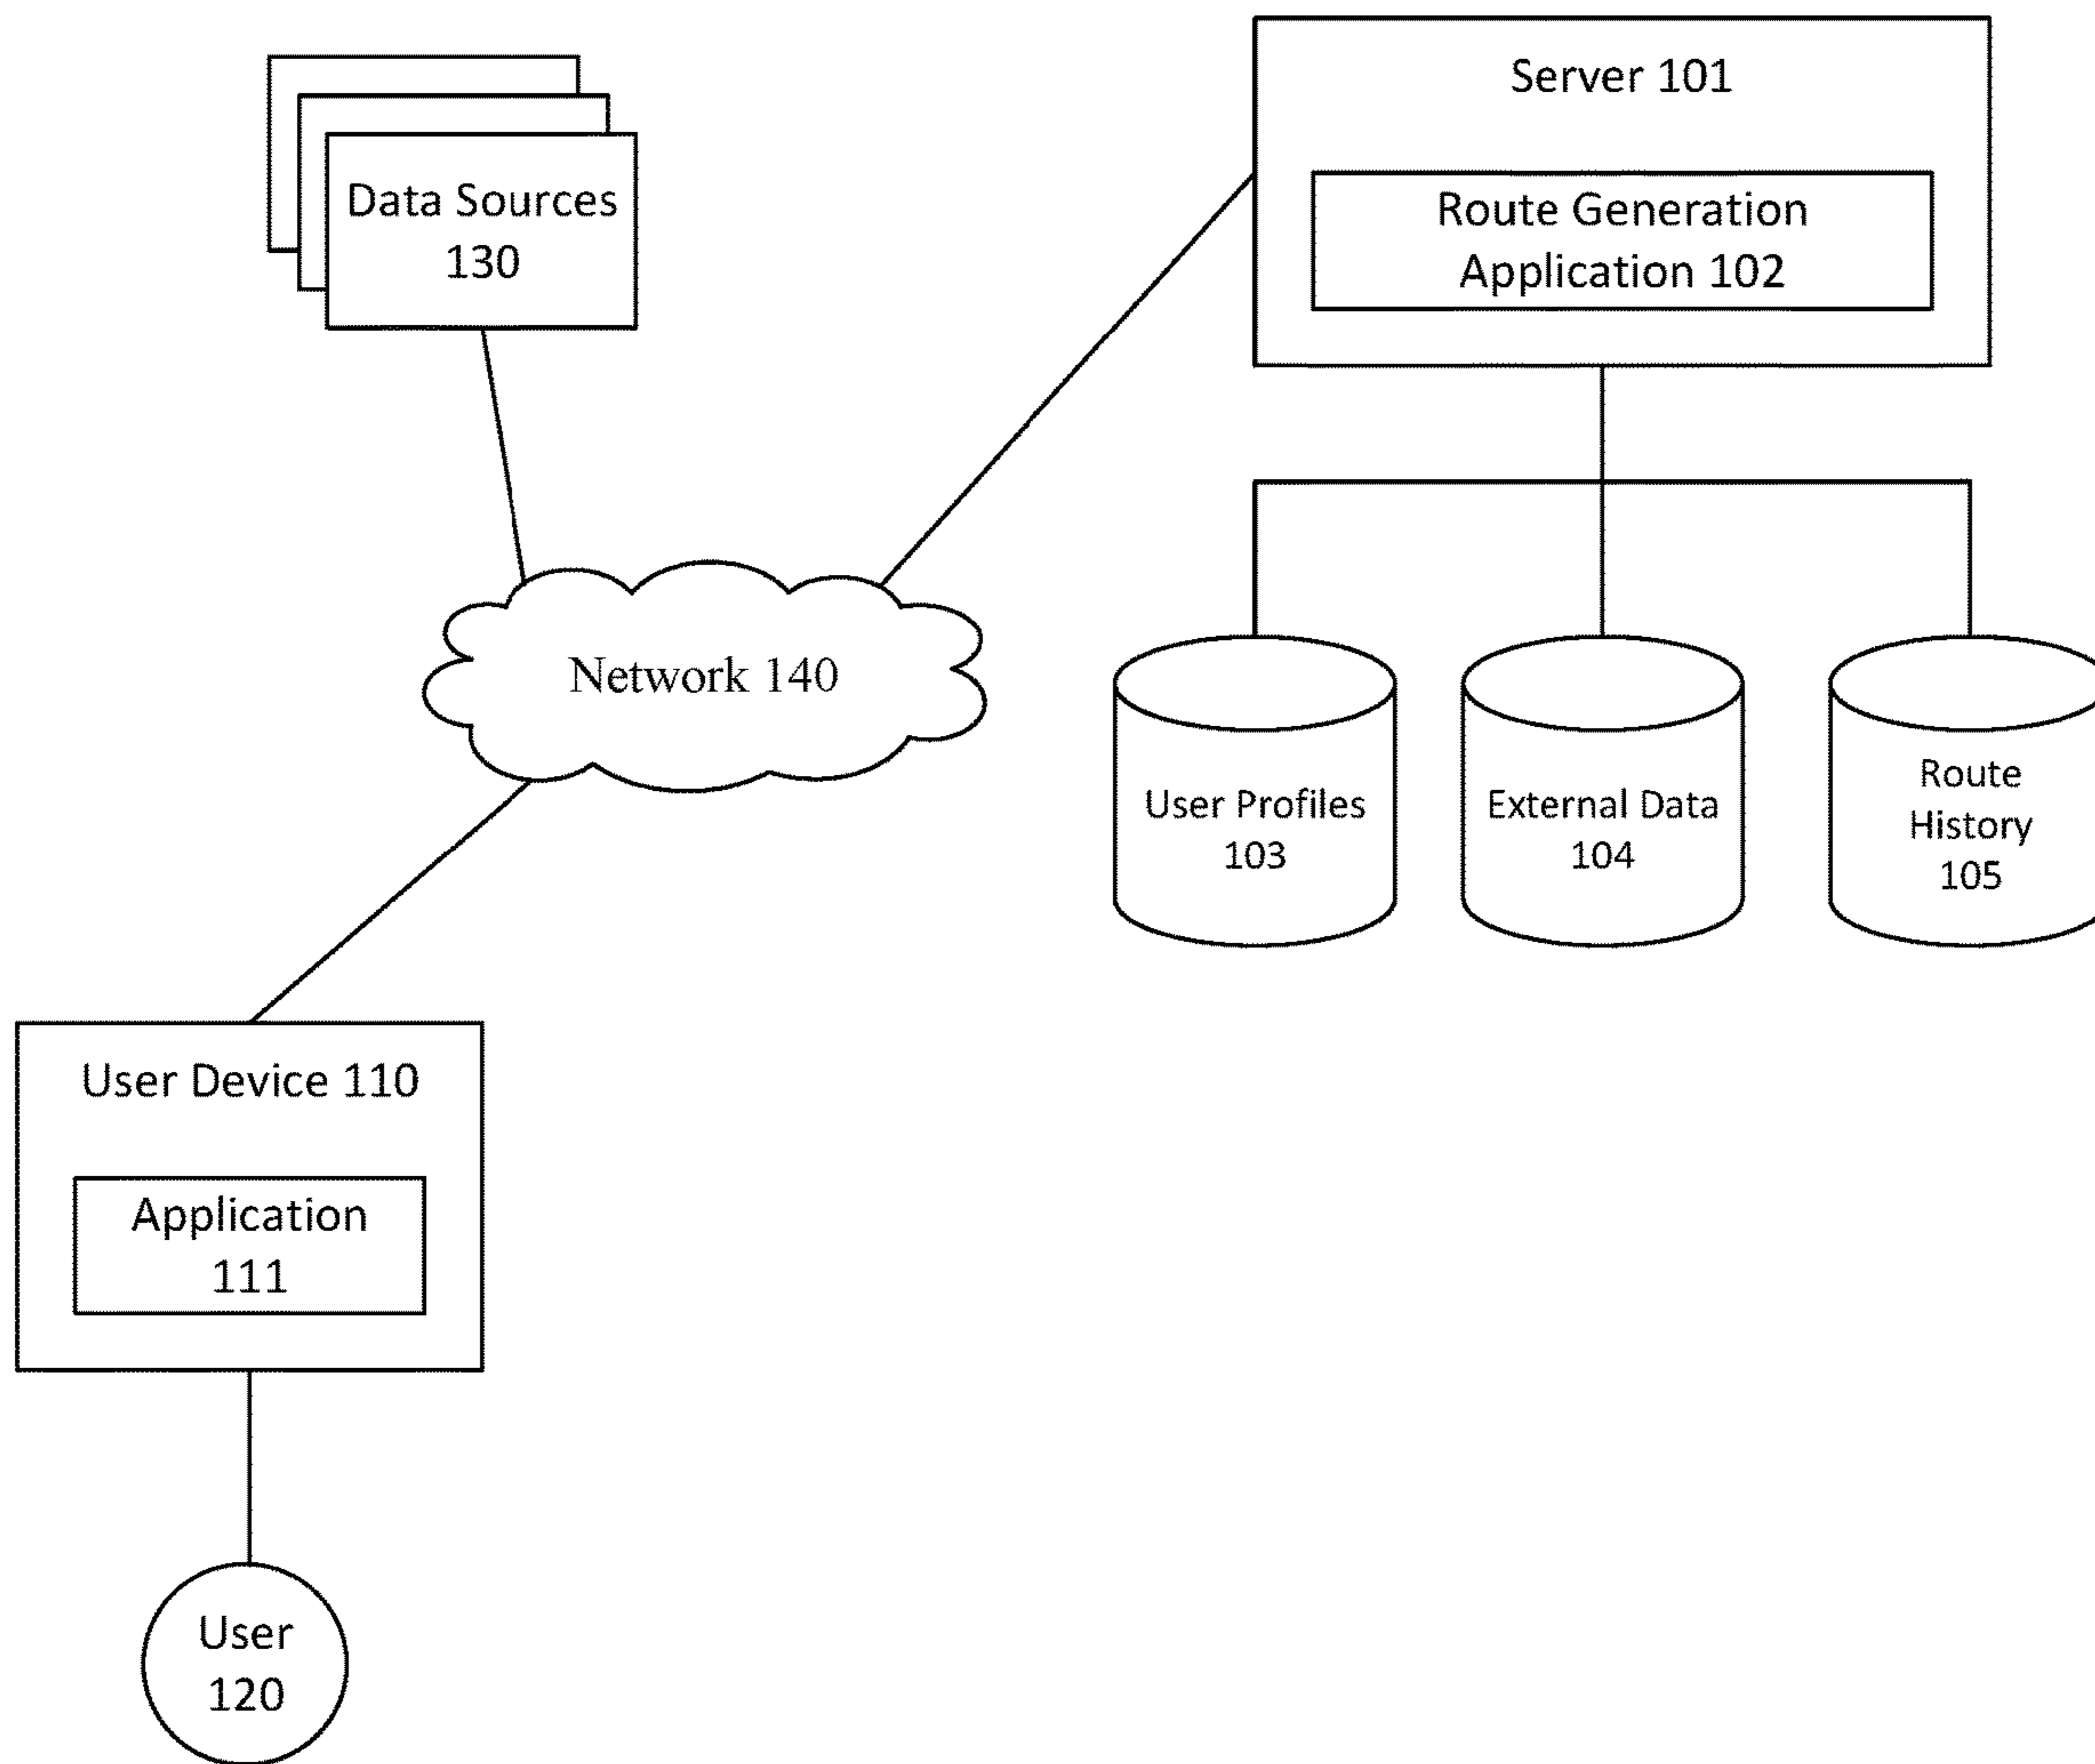 Server 101
Route Generation
Application 102
Data Sources
130
Network 140
User Profiles
103
External Data
104
Route
History
105
User Device 110
Application
111
User
120